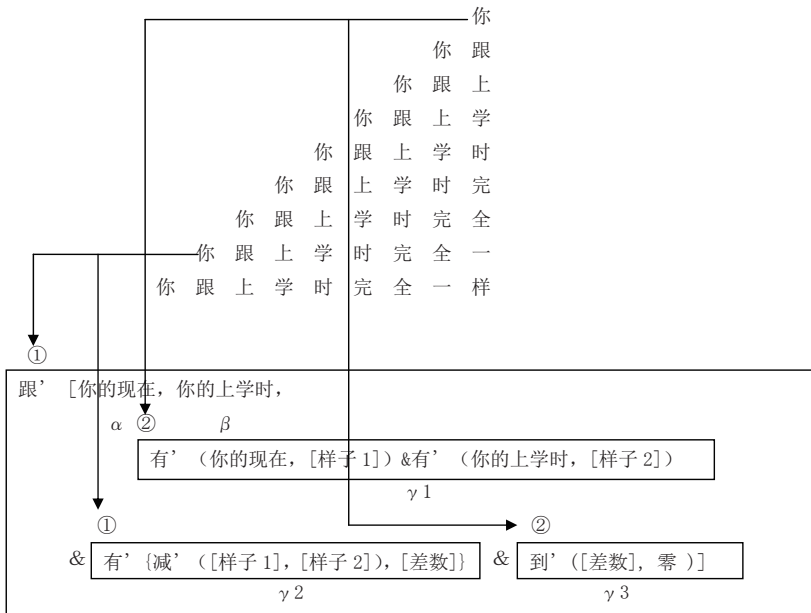 你
你 跟
你 跟 上
你 跟 上 学
你 跟 上 学 时
你 跟 上 学 时 完
你 跟 上 学 时 完 全
你 跟 上 学 时 完 全 一
你 跟 上 学 时 完 全 一 样
①
跟’ [你的现在，你的上学时，
α ② β
有’（你的现在，[样子 1]）&有’（你的上学时，[样子 2]）
γ1
① ②
& 有’{减’（[样子 1]，[样子 2]），[差数]} & 到’（[差数]，零 ）]
γ2 γ3